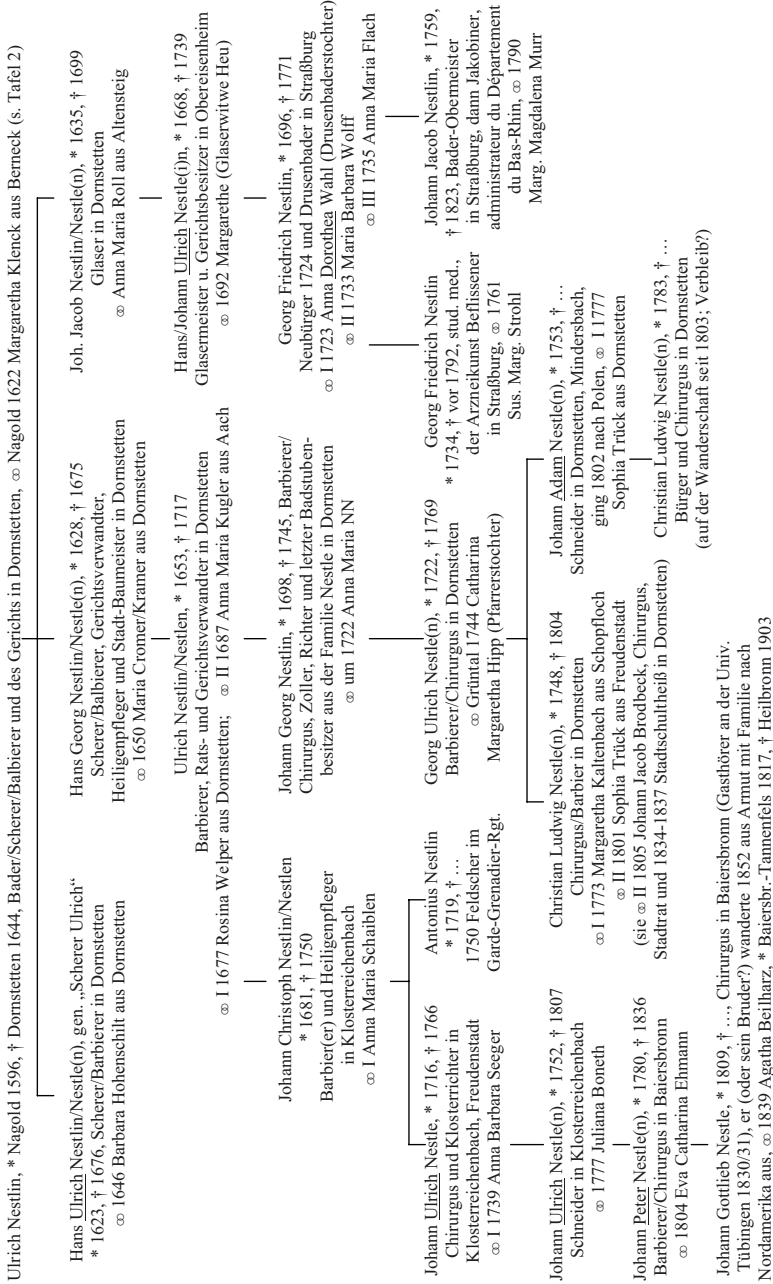 Ulrich Nestlin, * Nagold 1596, † Dornstetten 1644, Bader/Scherer/Balbierer und des Gerichts in Dornstetten, ⚭ Nagold 1622 Margaretha Klenck aus Berneck (s. Tafel 2)
Hans Ulrich Nestlin/Nestle(n), gen. „Scherer Ulrich“
* 1623, † 1676, Scherer/Barbierer in Dornstetten
⚭ 1646 Barbara Hohenschilt aus Dornstetten
Hans Georg Nestlin/Nestle(n), * 1628, † 1675
Scherer/Balbierer, Gerichtsverwandter,
Heiligenpfleger und Stadt-Baumeister in Dornstetten
⚭ 1650 Maria Cromer/Kramer aus Dornstetten
Joh. Jacob Nestlin/Nestle(n), * 1635, † 1699
Glaser in Dornstetten
⚭ Anna Maria Roll aus Altensteig
Ulrich Nestlin/Nestlen, * 1653, † 1717
Barbierer, Rats- und Gerichtsverwandter in Dornstetten
⚭ I 1677 Rosina Welper aus Dornstetten; ⚭ II 1687 Anna Maria Kugler aus Aach
Hans/Johann Ulrich Nestle(i)n, * 1668, † 1739
Glasermeister u. Gerichtsbesitzer in Obereisenheim
⚭ 1692 Margarethe (Glaserwitwe Heu)
Johann Christoph Nestlin/Nestlen
* 1681, † 1750
Barbier(er) und Heiligenpfleger
in Klosterreichenbach
⚭ I Anna Maria Schaiblen
Johann Georg Nestlin, * 1698, † 1745, Barbierer/
Chirurgus, Zoller, Richter und letzter Badstuben-
besitzer aus der Familie Nestle in Dornstetten
⚭ um 1722 Anna Maria NN
Georg Friedrich Nestlin, * 1696, † 1771
Neubürger 1724 und Drusenbader in Straßburg
⚭ I 1723 Anna Dorothea Wahl (Drusenbaderstochter)
⚭ II 1733 Maria Barbara Wolff
⚭ III 1735 Anna Maria Flach
Johann Ulrich Nestle, * 1716, † 1766
Chirurgus und Klosterrichter in
Klosterreichenbach, Freudenstadt
⚭ I 1739 Anna Barbara Seeger
Antonius Nestlin
* 1719, † …
1750 Feldscher im
Garde-Grenadier-Rgt.
Georg Ulrich Nestle(n), * 1722, † 1769
Barbierer/Chirurgus in Dornstetten
⚭ Grüntal 1744 Catharina
Margaretha Hipp (Pfarrerstochter)
Georg Friedrich Nestlin
* 1734, † vor 1792, stud. med.,
der Arzneikunst Beflissener
in Straßburg, ⚭ 1761
Sus. Marg. Strohl
Johann Jacob Nestlin, * 1759,
† 1823, Bader-Obermeister
in Straßburg, dann Jakobiner,
administrateur du Département
du Bas-Rhin, ⚭ 1790
Marg. Magdalena Murr
Johann Ulrich Nestle(n), * 1752, † 1807
Schneider in Klosterreichenbach
⚭ 1777 Juliana Boneth
Christian Ludwig Nestle(n), * 1748, † 1804
Chirurgus/Barbier in Dornstetten
⚭ I 1773 Margaretha Kaltenbach aus Schopfloch
⚭ II 1801 Sophia Trück aus Freudenstadt
(sie ⚭ II 1805 Johann Jacob Brodbeck, Chirurgus,
Stadtrat und 1834-1837 Stadtschultheiß in Dornstetten)
Johann Adam Nestle(n), * 1753, † …
Schneider in Dornstetten, Mindersbach,
ging 1802 nach Polen, ⚭ I 1777
Sophia Trück aus Dornstetten
Johann Peter Nestle(n), * 1780, † 1836
Barbierer/Chirurgus in Baiersbronn
⚭ 1804 Eva Catharina Ehmann
Christian Ludwig Nestle(n), * 1783, † …
Bürger und Chirurgus in Dornstetten
(auf der Wanderschaft seit 1803; Verbleib?)
Johann Gottlieb Nestle, * 1809, † …, Chirurgus in Baiersbronn (Gasthörer an der Univ.
Tübingen 1830/31), er (oder sein Bruder?) wanderte 1852 aus Armut mit Familie nach
Nordamerika aus, ⚭ 1839 Agatha Beilharz, * Baiersbr.-Tannenfels 1817, † Heilbronn 1903